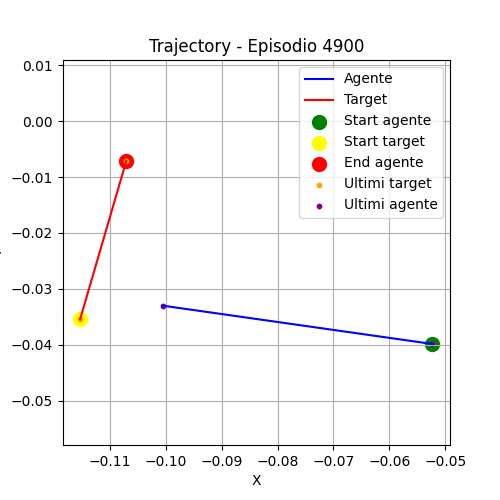 Trajectory - Episodio 4900
0.01
0.00
−0.01
−0.02
−0.03
−0.04
−0.05
Agente
Target
Start agente
Start target
End agente
Ultimi target
Ultimi agente
−0.11 −0.10 −0.09 −0.08 −0.07 −0.06 −0.05
X